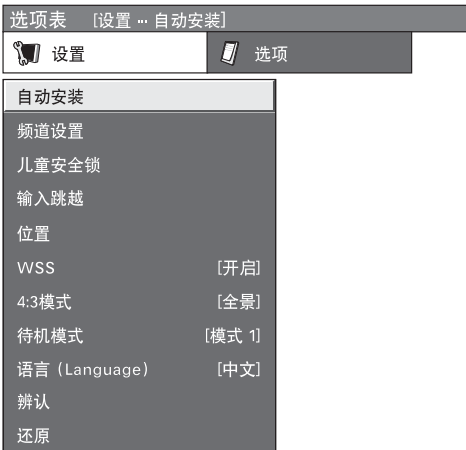 选项表 [设置 ··· 自动安装]
设置 选项
自动安装
频道设置
儿童安全锁
输入跳越
位置
WSS [开启]
4:3模式 [全景]
待机模式 [模式 1]
语言（Language） [中文]
辨认
还原